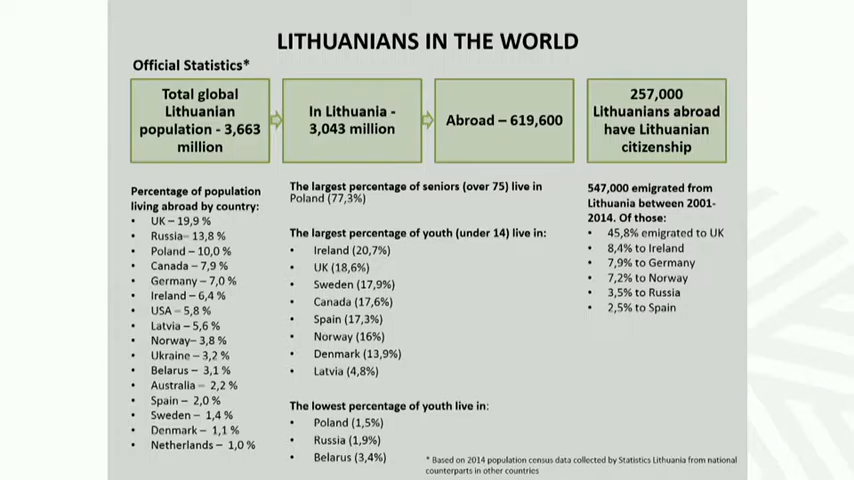 LITHUANIANS IN THE WORLD
Official Statistics*
Total global
Lithuanian
population - 3,663
million
In Lithuania -
3,043 million
Abroad – 619,600
257,000
Lithuanians abroad
have Lithuanian
citizenship
Percentage of population
living abroad by country:
• UK – 19,9 %
• Russia– 13,8 %
• Poland – 10,0 %
• Canada – 7,9 %
• Germany – 7,0 %
• Ireland – 6,4 %
• USA – 5,8 %
• Latvia – 5,6 %
• Norway– 3,8 %
• Ukraine – 3,2 %
• Belarus – 3,1 %
• Australia – 2,2 %
• Spain – 2,0 %
• Sweden – 1,4 %
• Denmark – 1,1 %
• Netherlands – 1,0 %
The largest percentage of seniors (over 75) live in
Poland (77,3%)
The largest percentage of youth (under 14) live in:
• Ireland (20,7%)
• UK (18,6%)
• Sweden (17,9%)
• Canada (17,6%)
• Spain (17,3%)
• Norway (16%)
• Denmark (13,9%)
• Latvia (4,8%)
The lowest percentage of youth live in:
• Poland (1,5%)
• Russia (1,9%)
• Belarus (3,4%)
547,000 emigrated from
Lithuania between 2001-
2014. Of those:
• 45,8% emigrated to UK
• 8,4% to Ireland
• 7,9% to Germany
• 7,2% to Norway
• 3,5% to Russia
• 2,5% to Spain
* Based on 2014 population census data collected by Statistics Lithuania from national
counterparts in other countries